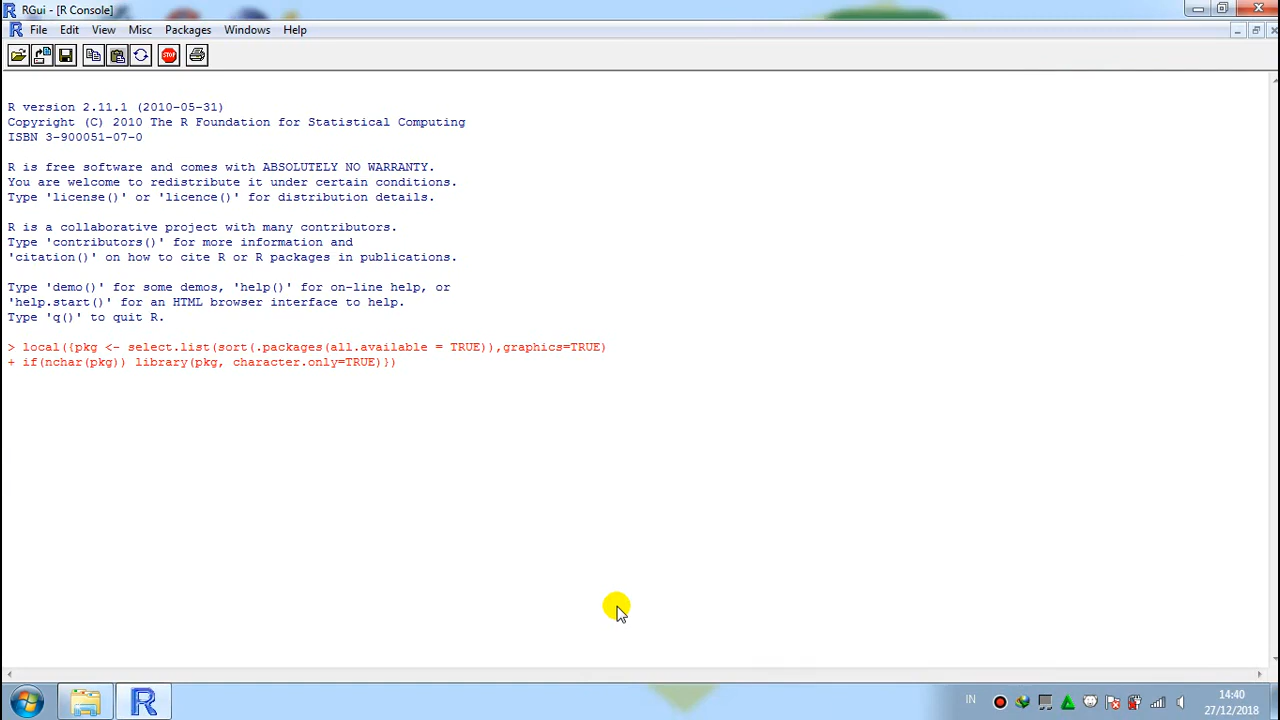 RGui - [R Console]
File Edit View Misc Packages Windows Help
STOP
R version 2.11.1 (2010-05-31)
Copyright (C) 2010 The R Foundation for Statistical Computing
ISBN 3-900051-07-0
R is free software and comes with ABSOLUTELY NO WARRANTY.
You are welcome to redistribute it under certain conditions.
Type 'license()' or 'licence()' for distribution details.
R is a collaborative project with many contributors.
Type 'contributors()' for more information and
'citation()' on how to cite R or R packages in publications.
Type 'demo()' for some demos, 'help()' for on-line help, or
'help.start()' for an HTML browser interface to help.
Type 'q()' to quit R.
> local({pkg <- select.list(sort(.packages(all.available = TRUE)),graphics=TRUE)
+ if(nchar(pkg)) library(pkg, character.only=TRUE)})
IN
14:40
27/12/2018